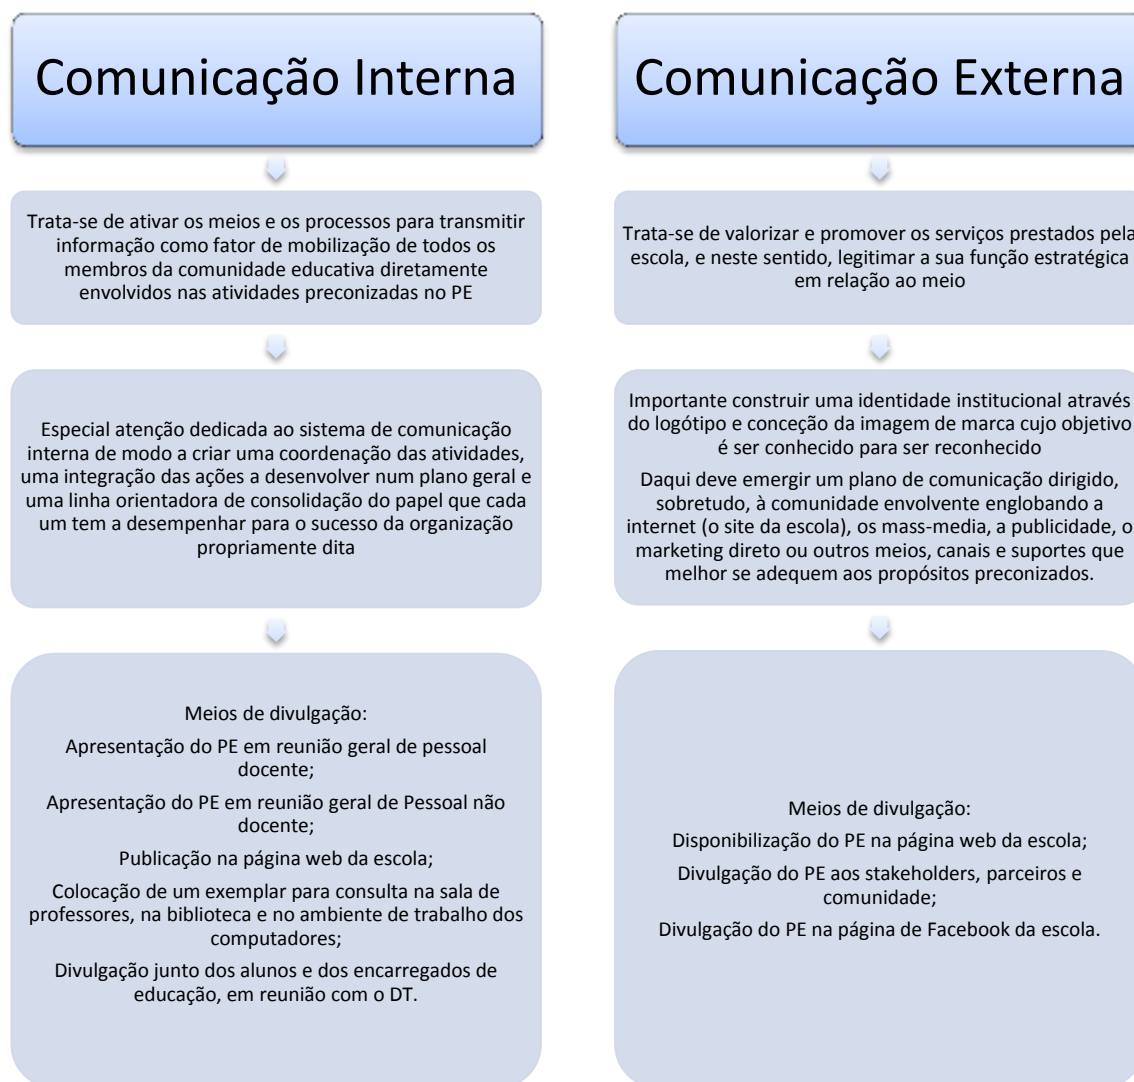 Comunicação Interna
Trata-se de ativar os meios e os processos para transmitir
informação como fator de mobilização de todos os
membros da comunidade educativa diretamente
envolvidos nas atividades preconizadas no PE
Especial atenção dedicada ao sistema de comunicação
interna de modo a criar uma coordenação das atividades,
uma integração das ações a desenvolver num plano geral e
uma linha orientadora de consolidação do papel que cada
um tem a desempenhar para o sucesso da organização
propriamente dita
Meios de divulgação:
Apresentação do PE em reunião geral de pessoal
docente;
Apresentação do PE em reunião geral de Pessoal não
docente;
Publicação na página web da escola;
Colocação de um exemplar para consulta na sala de
professores, na biblioteca e no ambiente de trabalho dos
computadores;
Divulgação junto dos alunos e dos encarregados de
educação, em reunião com o DT.
Comunicação Externa
Trata-se de valorizar e promover os serviços prestados pela
escola, e neste sentido, legitimar a sua função estratégica
em relação ao meio
Importante construir uma identidade institucional através
do logótipo e conceção da imagem de marca cujo objetivo
é ser conhecido para ser reconhecido
Daqui deve emergir um plano de comunicação dirigido,
sobretudo, à comunidade envolvente englobando a
internet (o site da escola), os mass-media, a publicidade, o
marketing direto ou outros meios, canais e suportes que
melhor se adequem aos propósitos preconizados.
Meios de divulgação:
Disponibilização do PE na página web da escola;
Divulgação do PE aos stakeholders, parceiros e
comunidade;
Divulgação do PE na página de Facebook da escola.